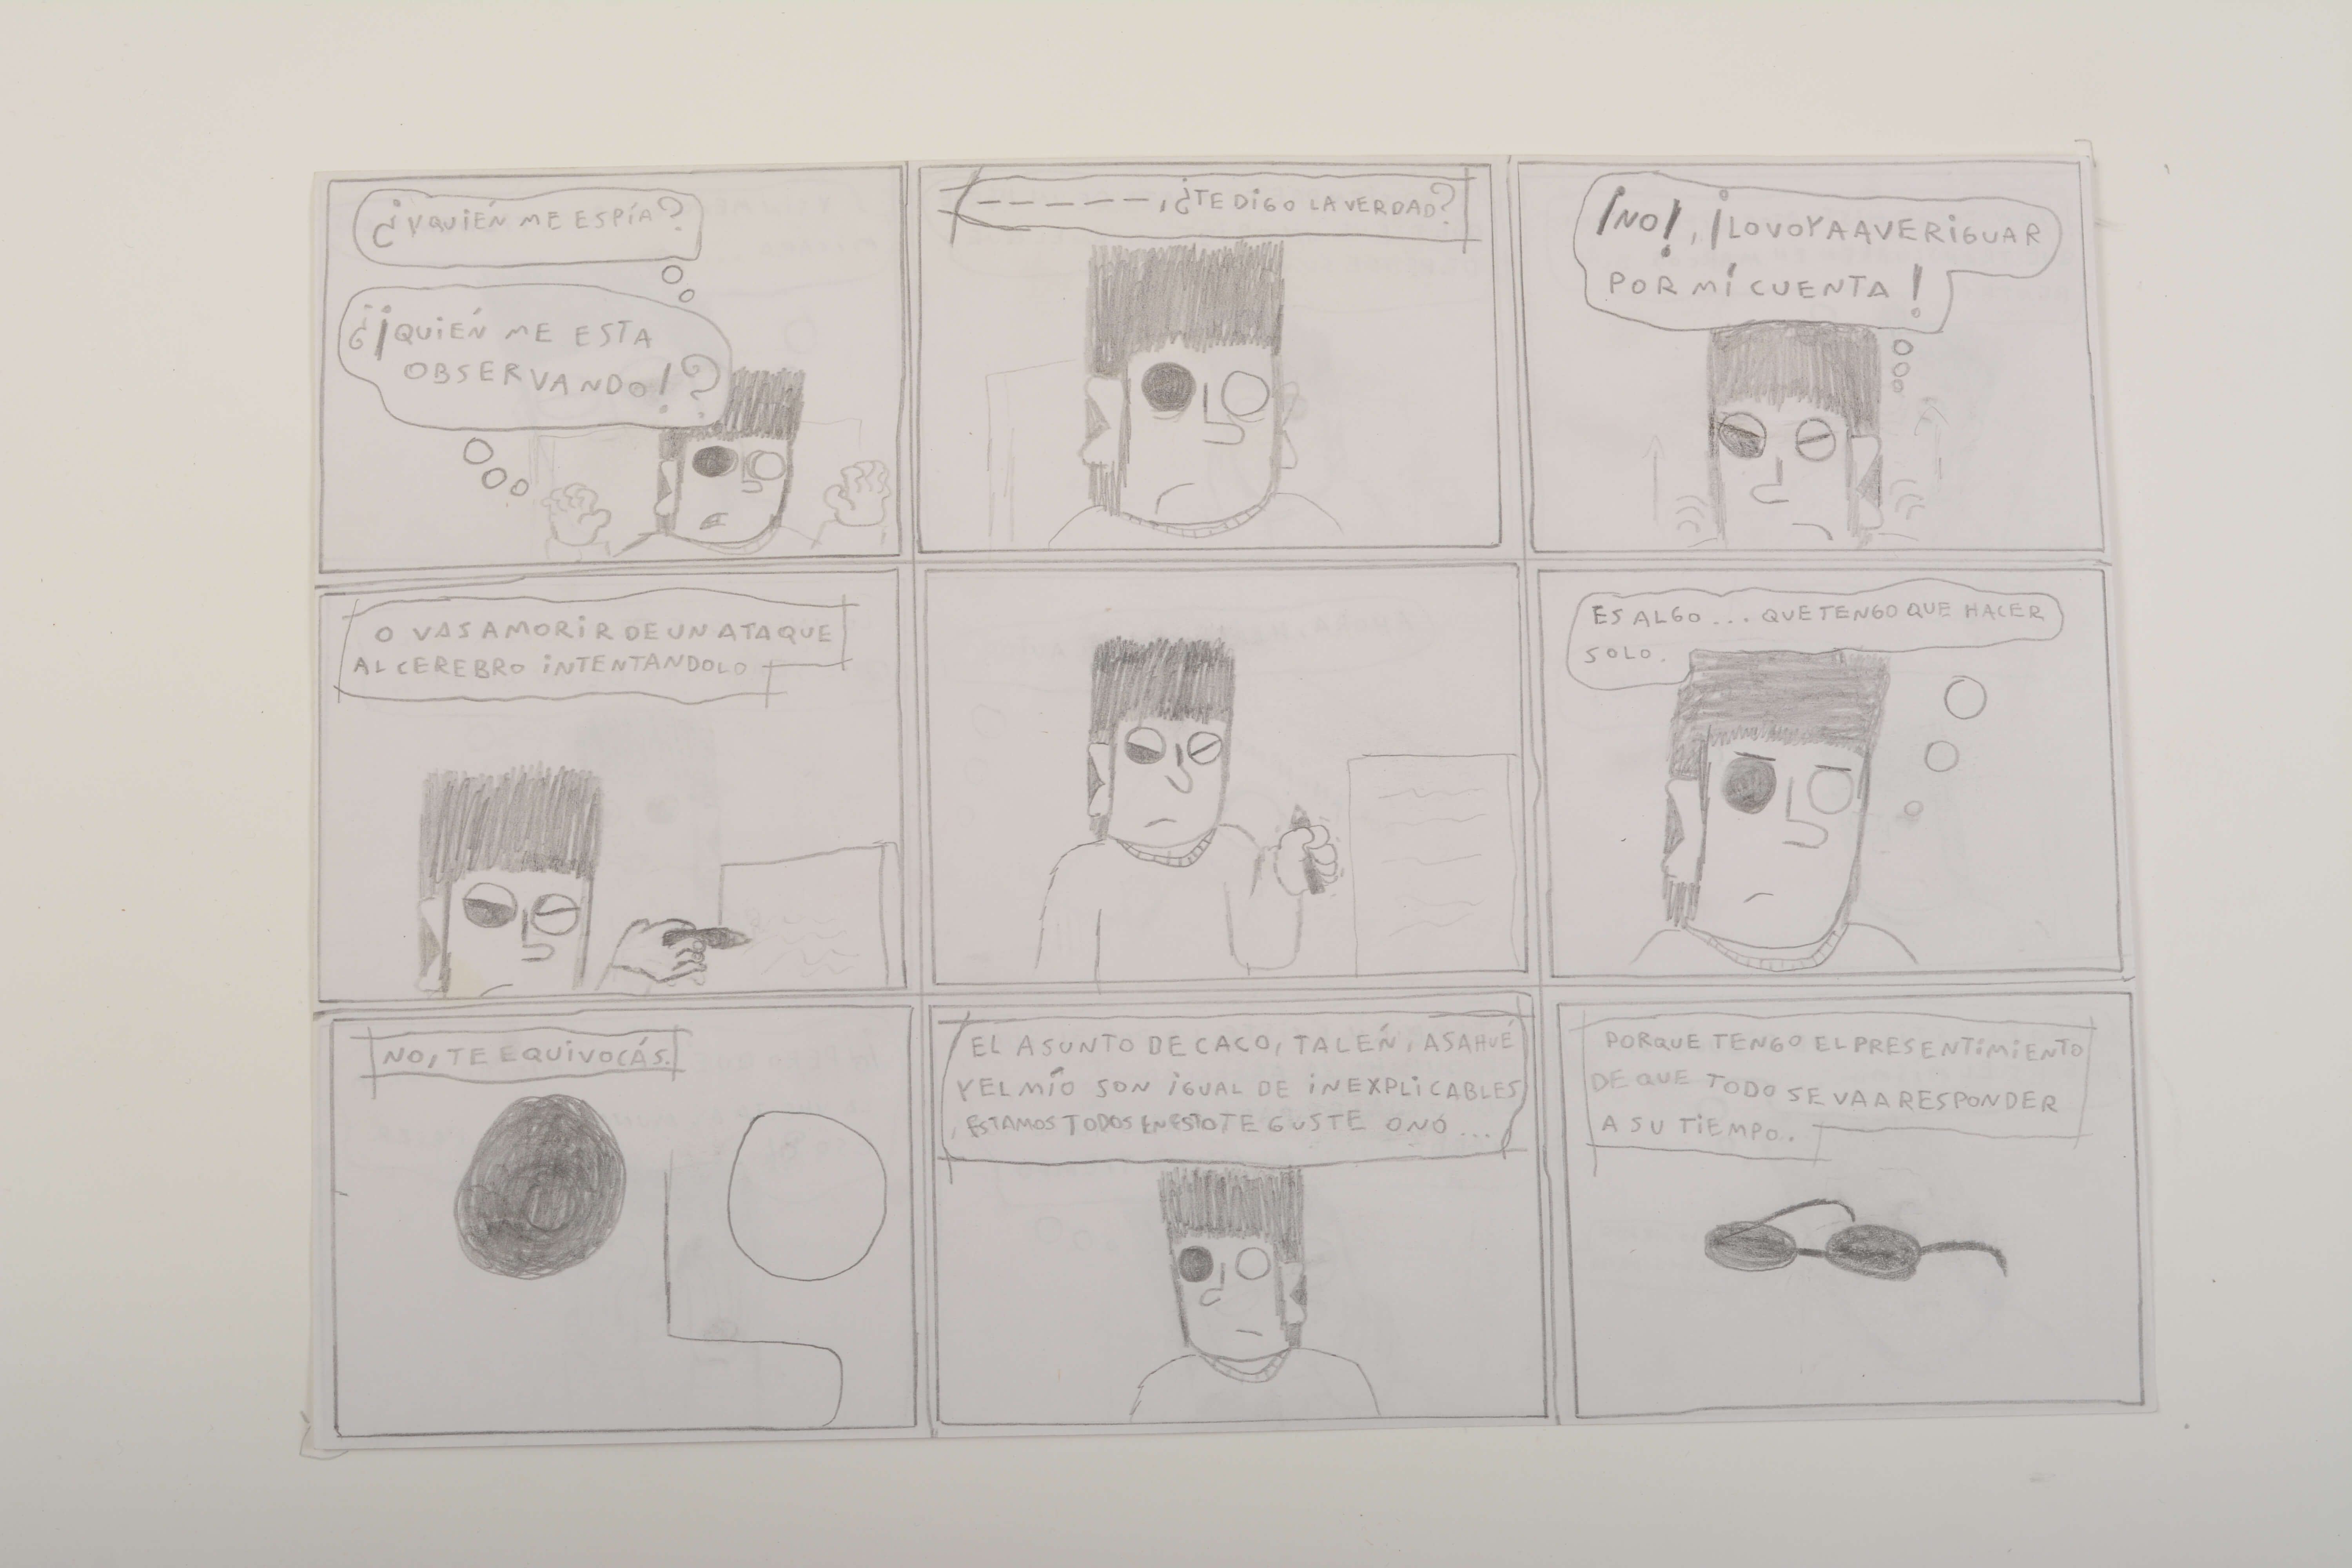 ¿Y QUIÉN ME ESPÍA?
¿¡QUIÉN ME ESTA
OBSERVANDO!?
-----, ¿TE DIGO LA VERDAD?
¡NO!, ¡LO VOY A AVERIGUAR
POR MÍ CUENTA!
O VAS A MORIR DE UN ATAQUE
AL CEREBRO INTENTANDOLO
ES ALGO... QUE TENGO QUE HACER
SOLO.
NO, TE EQUIVOCÁS.
EL ASUNTO DE CACO, TALEÑ, ASAHUÉ
Y EL MÍO SON IGUAL DE INEXPLICABLES
, ESTAMOS TODOS EN ESTO TE GUSTE O NO...
PORQUE TENGO EL PRESENTIMIENTO
DE QUE TODO SE VA A RESPONDER
A SU TIEMPO.